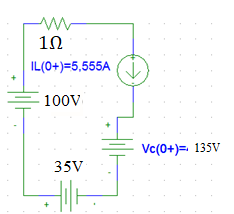 1Ω
IL(0+)=5,555A
+
100V
-
+
Vc(0+)=- 135V
-
35V
+ -